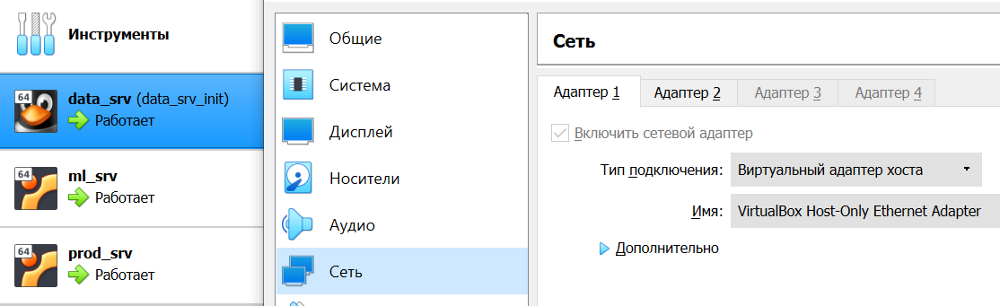 Инструменты
64
data_srv (data_srv_init)
Работает
64
ml_srv
Работает
64
prod_srv
Работает
Общие
Система
Дисплей
Носители
Аудио
Сеть
Сеть
Адаптер 1 Адаптер 2 Адаптер 3 Адаптер 4
Включить сетевой адаптер
Тип подключения: Виртуальный адаптер хоста
Имя: VirtualBox Host-Only Ethernet Adapter
Дополнительно